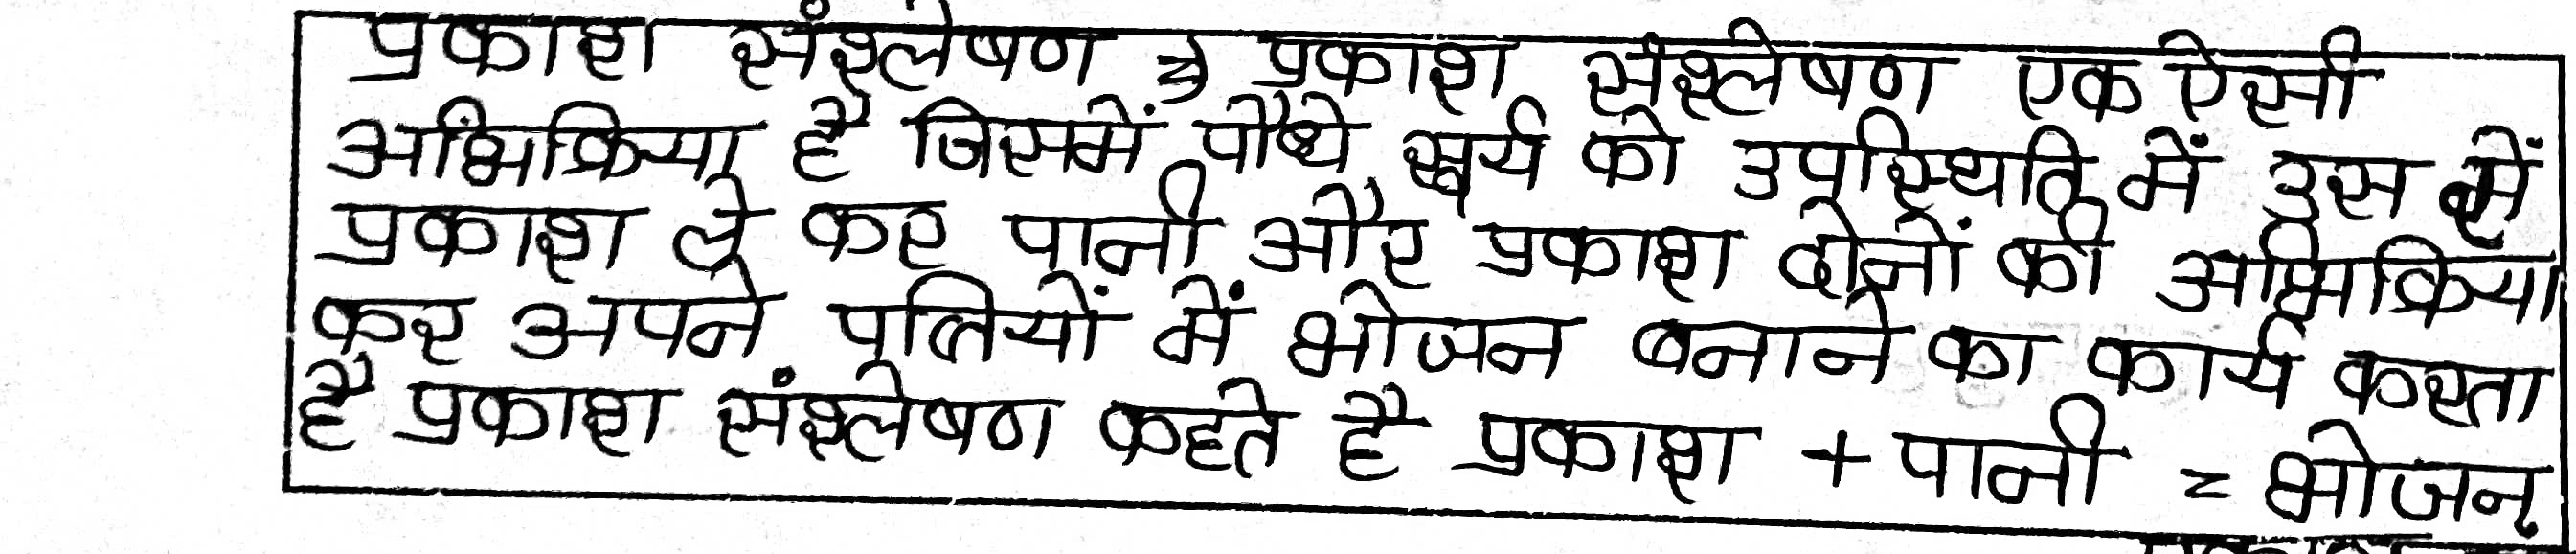 प्रकाश संश्लेषण → प्रकाश संश्लेषण एक ऐसी
अभिक्रिया है जिसमें पौधे सूर्य की उपस्थिति में उस में
प्रकाश ले कर पानी और प्रकाश दोनों की अभिक्रिया
कर अपने पत्तियों में भोजन बनाने का कार्य करता
है प्रकाश संश्लेषण कहते है प्रकाश + पानी = भोजन